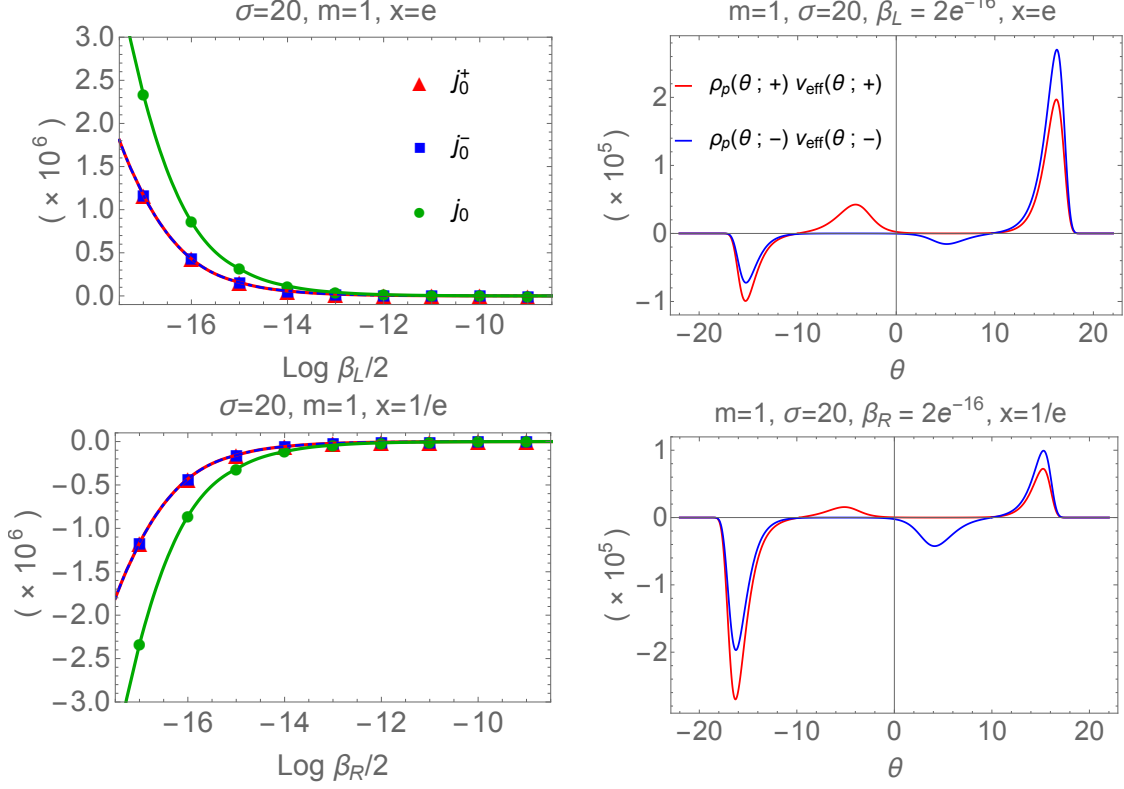 σ=20, m=1, x=e
3.0
2.5
2.0
1.5
1.0
0.5
0.0
( × 10⁶ )
j₀⁺
j₀⁻
j₀
−16 −14 −12 −10
Log β_L/2
m=1, σ=20, β_L = 2e⁻¹⁶, x=e
2
1
0
−1
( × 10⁵ )
ρₚ(θ ; +) v_eff(θ ; +)
ρₚ(θ ; −) v_eff(θ ; −)
−20 −10 0 10 20
θ
σ=20, m=1, x=1/e
0.0
−0.5
−1.0
−1.5
−2.0
−2.5
−3.0
( × 10⁶ )
−16 −14 −12 −10
Log β_R/2
m=1, σ=20, β_R = 2e⁻¹⁶, x=1/e
1
0
−1
−2
( × 10⁵ )
−20 −10 0 10 20
θ